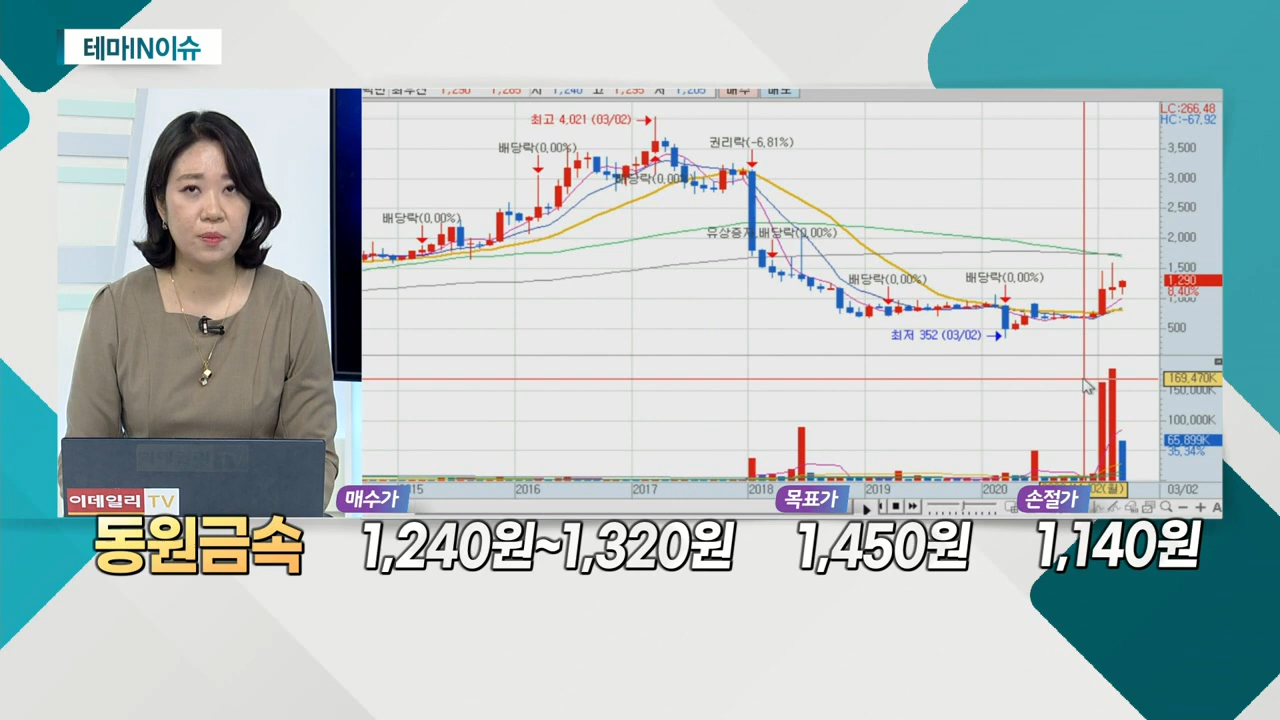 테마IN이슈
최고 4,021 (03/02)
LC:266.48
HC:-67.92
배당락(0,00%)
권리락(-6,81%)
3,500
배당락(0,00%)
3,000
배당락(0,00%)
2,500
유상증자,배당락(0,00%)
2,000
배당락(0,00%)
배당락(0,00%)
1,500
1,290
8.40%
1,000
최저 352 (03/02)
500
169,470K
150,000K
100,000K
65,899K
35,34%
2016
2017
2018
2019
2020
02(월)
03/02
이데일리TV
매수가
목표가
손절가
동원금속
1,240원~1,320원
1,450원
1,140원